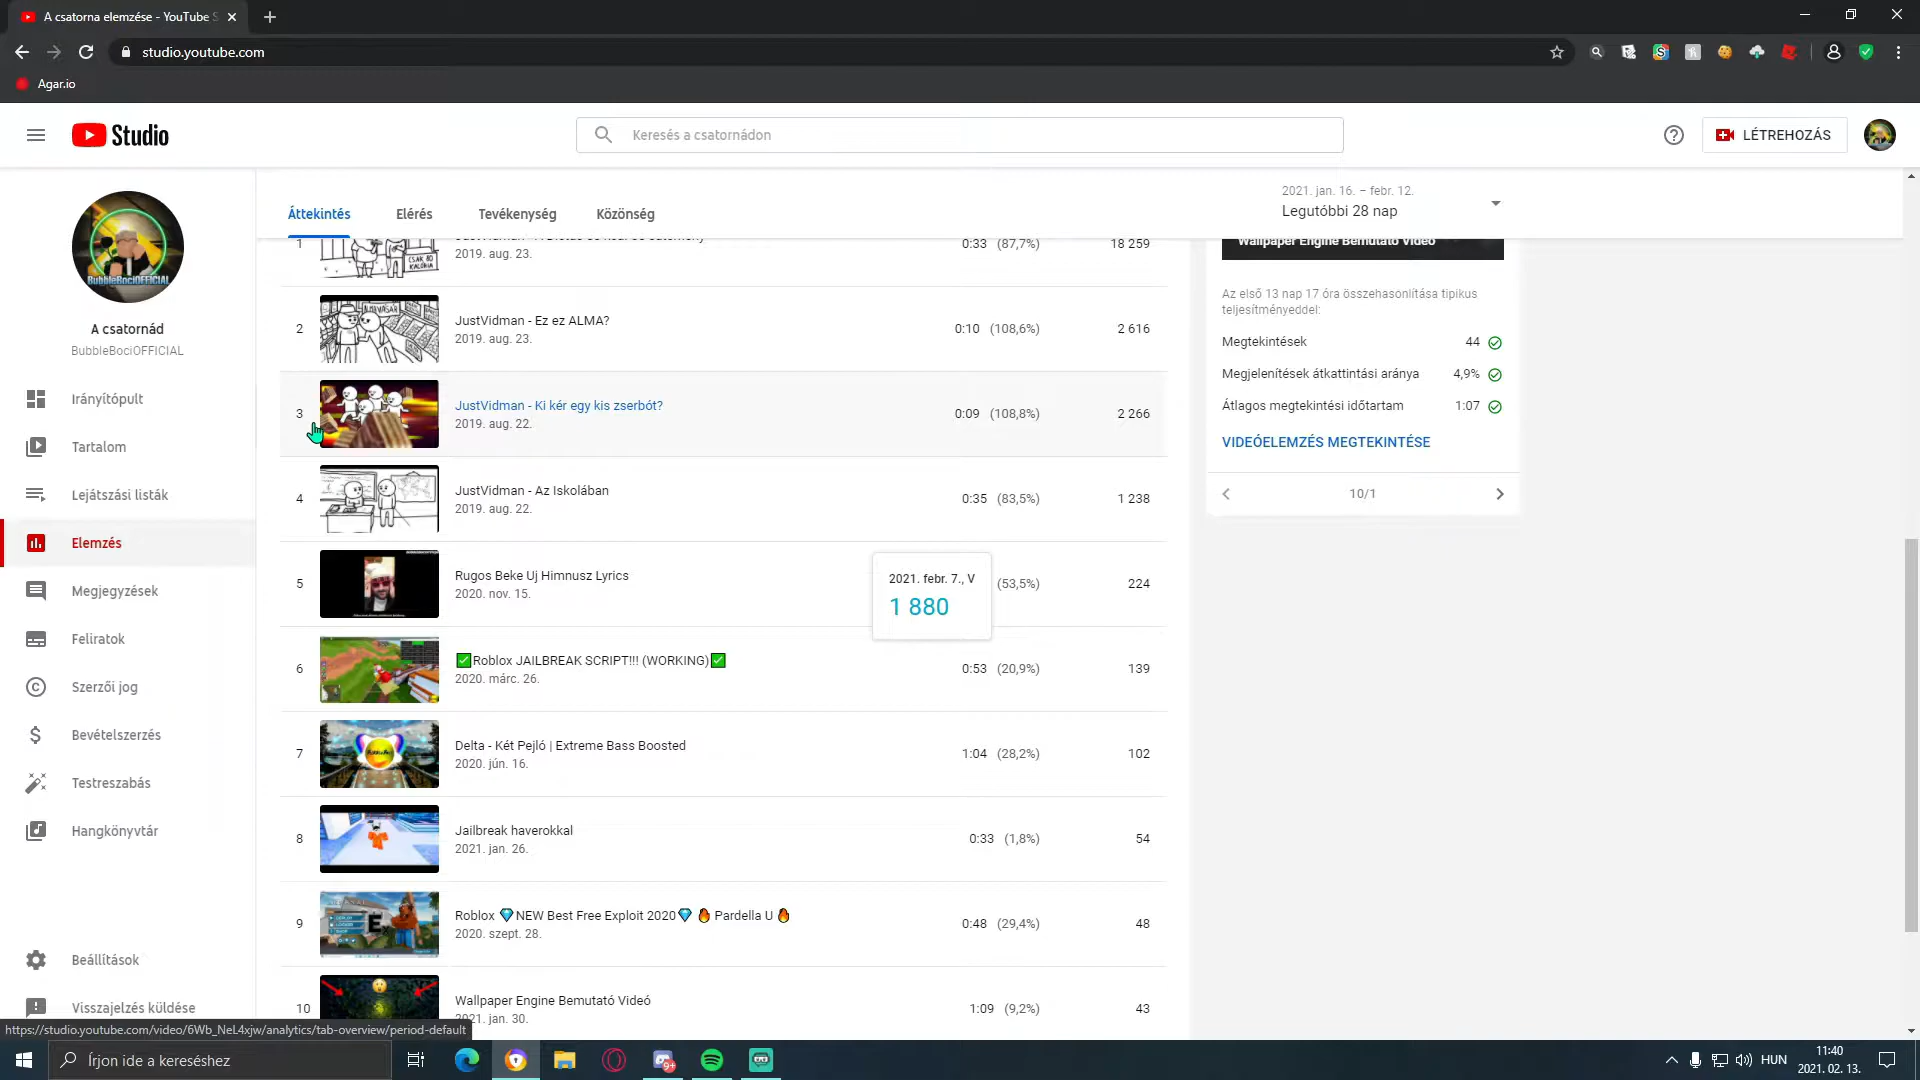 A csatorna elemzése - YouTube S
studio.youtube.com
Agar.io
Studio
Keresés a csatornádon
LÉTREHOZÁS
BubbleBociOFFICIAL
A csatornád
BubbleBociOFFICIAL
Irányítópult
Tartalom
Lejátszási listák
Elemzés
Megjegyzések
Feliratok
Szerzői jog
Bevételszerzés
Testreszabás
Hangkönyvtár
Beállítások
Visszajelzés küldése
Áttekintés
Elérés
Tevékenység
Közönség
2021. jan. 16. – febr. 12.
Legutóbbi 28 nap
1
CSAK 80 KALÓRIA
2019. aug. 23.
0:33 (87,7%)
18 259
2
JustVidman - Ez ez ALMA?
2019. aug. 23.
0:10 (108,6%)
2 616
3
JustVidman - Ki kér egy kis zserbót?
2019. aug. 22.
0:09 (108,8%)
2 266
4
JustVidman - Az Iskolában
2019. aug. 22.
0:35 (83,5%)
1 238
5
Rugos Beke Uj Himnusz Lyrics
2020. nov. 15.
(53,5%)
224
2021. febr. 7., V
1 880
6
✅Roblox JAILBREAK SCRIPT!!! (WORKING)✅
2020. márc. 26.
0:53 (20,9%)
139
7
Delta - Két Pejló | Extreme Bass Boosted
2020. jún. 16.
1:04 (28,2%)
102
8
Jailbreak haverokkal
2021. jan. 26.
0:33 (1,8%)
54
9
Roblox 💎NEW Best Free Exploit 2020💎 🔥 Pardella U 🔥
2020. szept. 28.
0:48 (29,4%)
48
10
Wallpaper Engine Bemutató Videó
2021. jan. 30.
1:09 (9,2%)
43
Wallpaper Engine Bemutató Videó
Az első 13 nap 17 óra összehasonlítása tipikus
teljesítményeddel:
Megtekintések 44
Megjelenítések átkattintási aránya 4,9%
Átlagos megtekintési időtartam 1:07
VIDEÓELEMZÉS MEGTEKINTÉSE
10/1
https://studio.youtube.com/video/6Wb_NeL4xjw/analytics/tab-overview/period-default
Írjon ide a kereséshez
9+
HUN
11:40
2021. 02. 13.